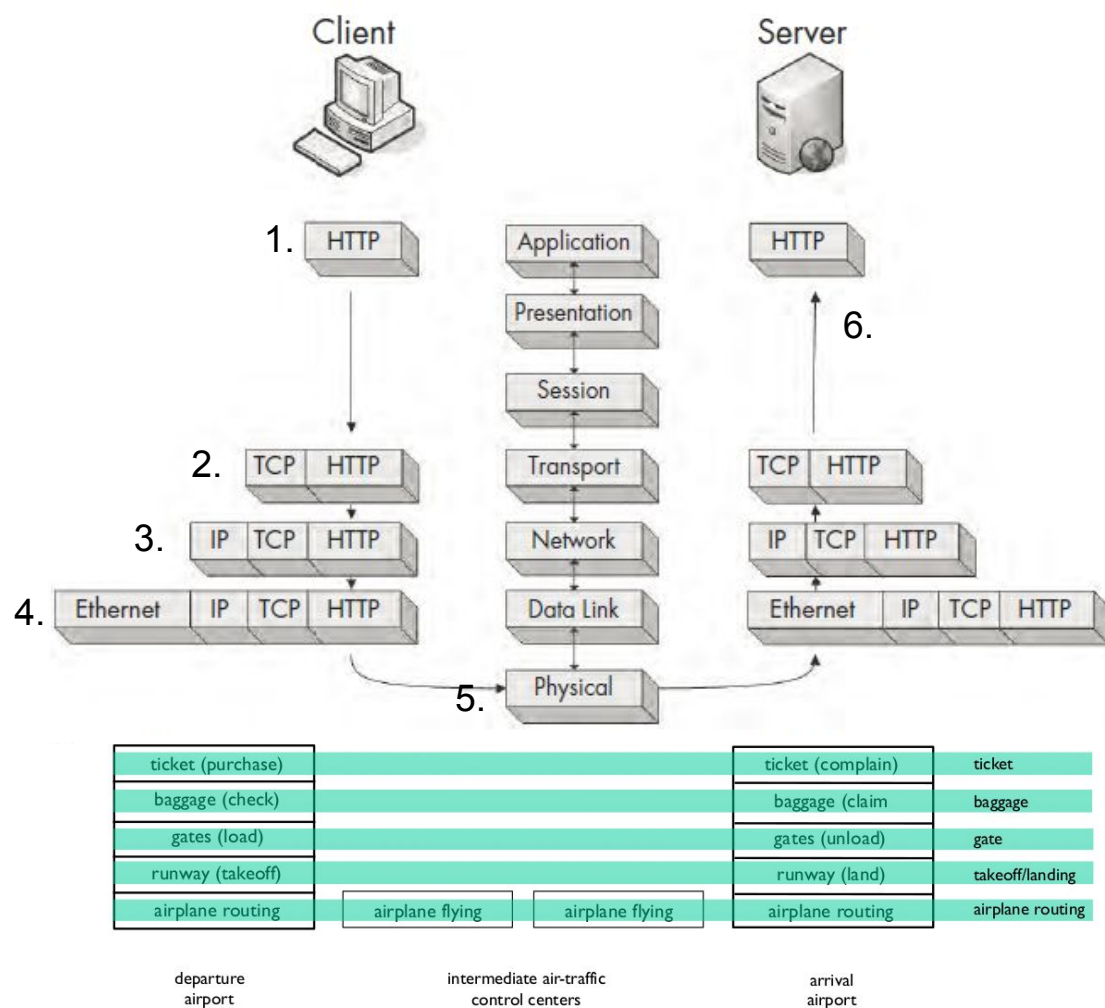 Client Server
1. HTTP Application HTTP
Presentation 6.
Session
2. TCP HTTP Transport TCP HTTP
3. IP TCP HTTP Network IP TCP HTTP
4. Ethernet IP TCP HTTP Data Link Ethernet IP TCP HTTP
5. Physical
ticket (purchase) ticket (complain) ticket
baggage (check) baggage (claim baggage
gates (load) gates (unload) gate
runway (takeoff) runway (land) takeoff/landing
airplane routing airplane flying airplane flying airplane routing airplane routing
departure intermediate air-traffic arrival
airport control centers airport